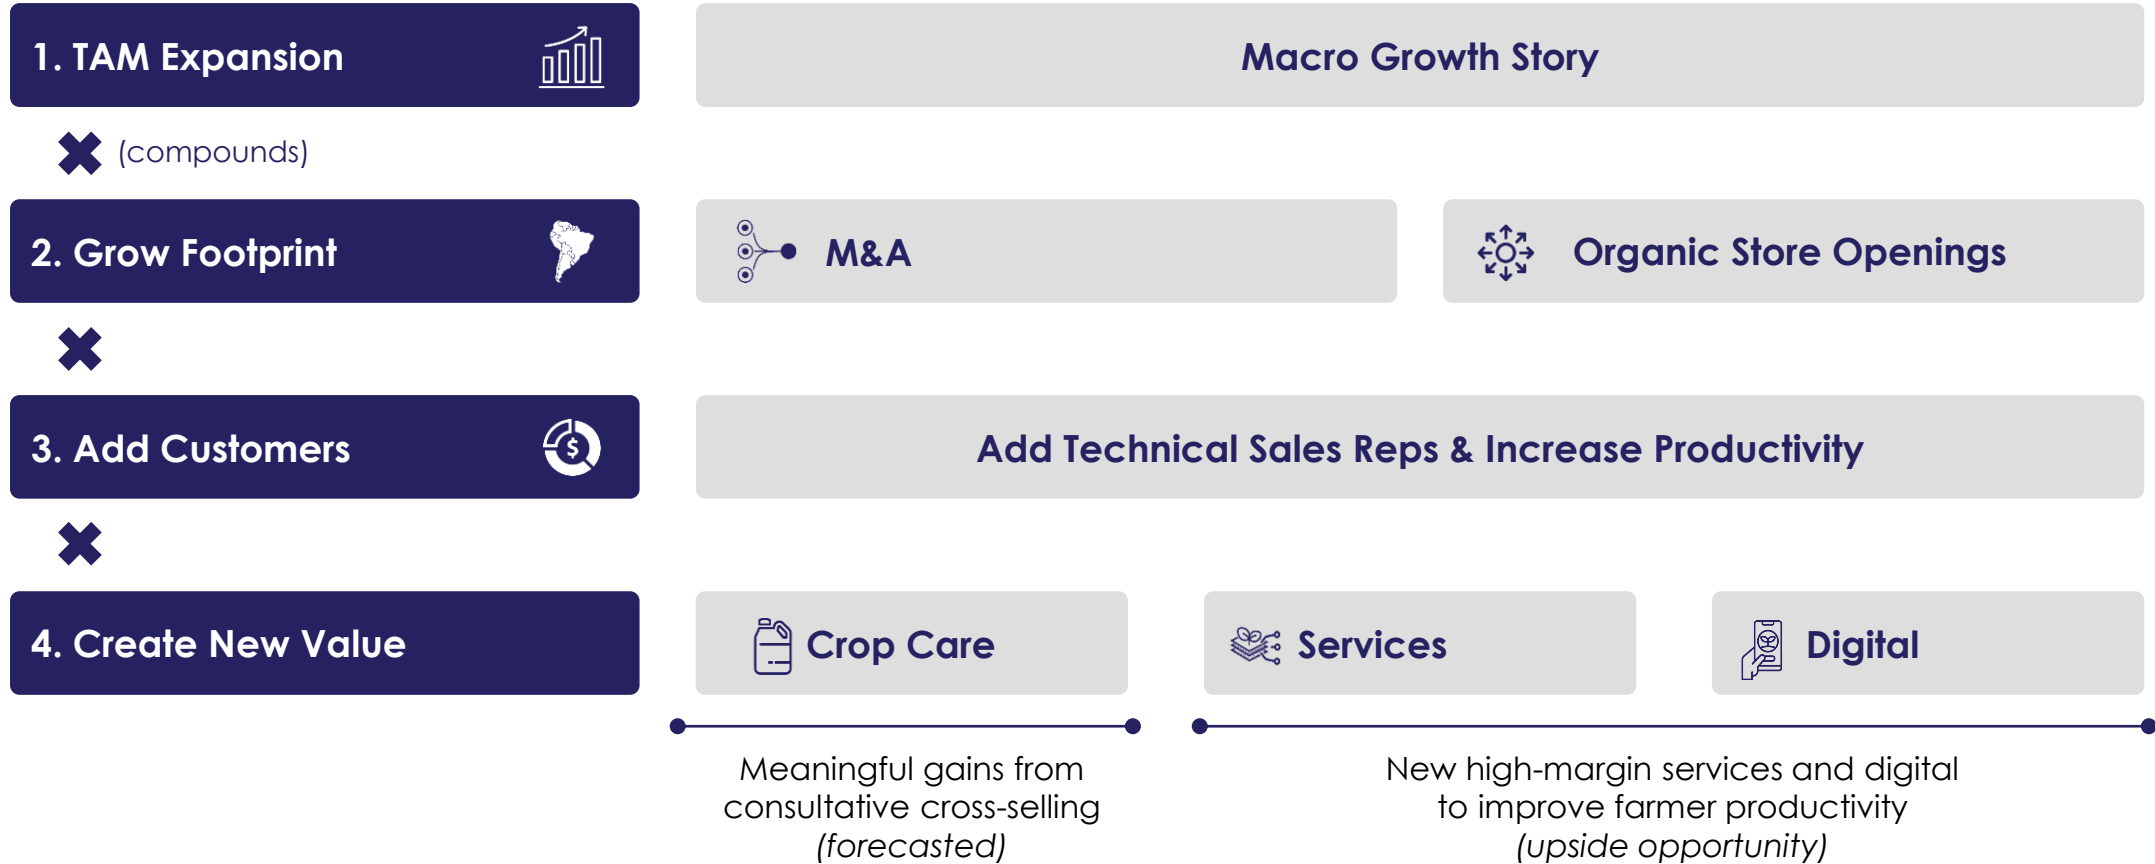 1. TAM Expansion
Macro Growth Story
(compounds)
2. Grow Footprint
M&A
Organic Store Openings
3. Add Customers
$
Add Technical Sales Reps & Increase Productivity
4. Create New Value
Crop Care
Services
Digital
Meaningful gains from
consultative cross-selling
(forecasted)
New high-margin services and digital
to improve farmer productivity
(upside opportunity)